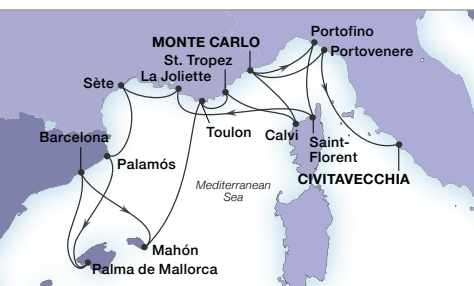 Portofino
MONTE CARLO
Portovenere
St. Tropez
La Joliette
Sète
Toulon
Calvi
Saint-
Florent
Barcelona
Palamós
CIVITAVECCHIA
Mediterranean
Sea
Mahón
Palma de Mallorca